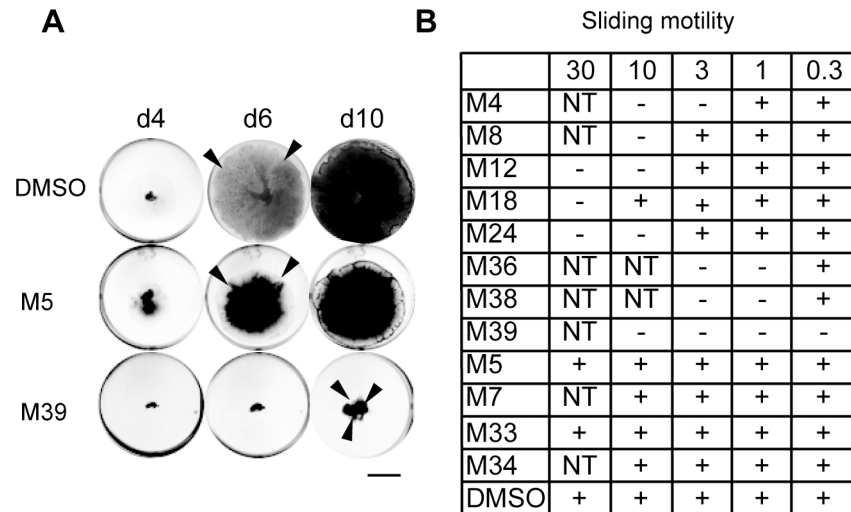 A
B
Sliding motility
d4 d6 d10
DMSO
M5
M39
30 10 3 1 0.3
M4 NT - - + +
M8 NT - + + +
M12 - - + + +
M18 - + + + +
M24 - - + + +
M36 NT NT - - +
M38 NT NT - - +
M39 NT - - - -
M5 + + + + +
M7 NT + + + +
M33 + + + + +
M34 NT + + + +
DMSO + + + + +